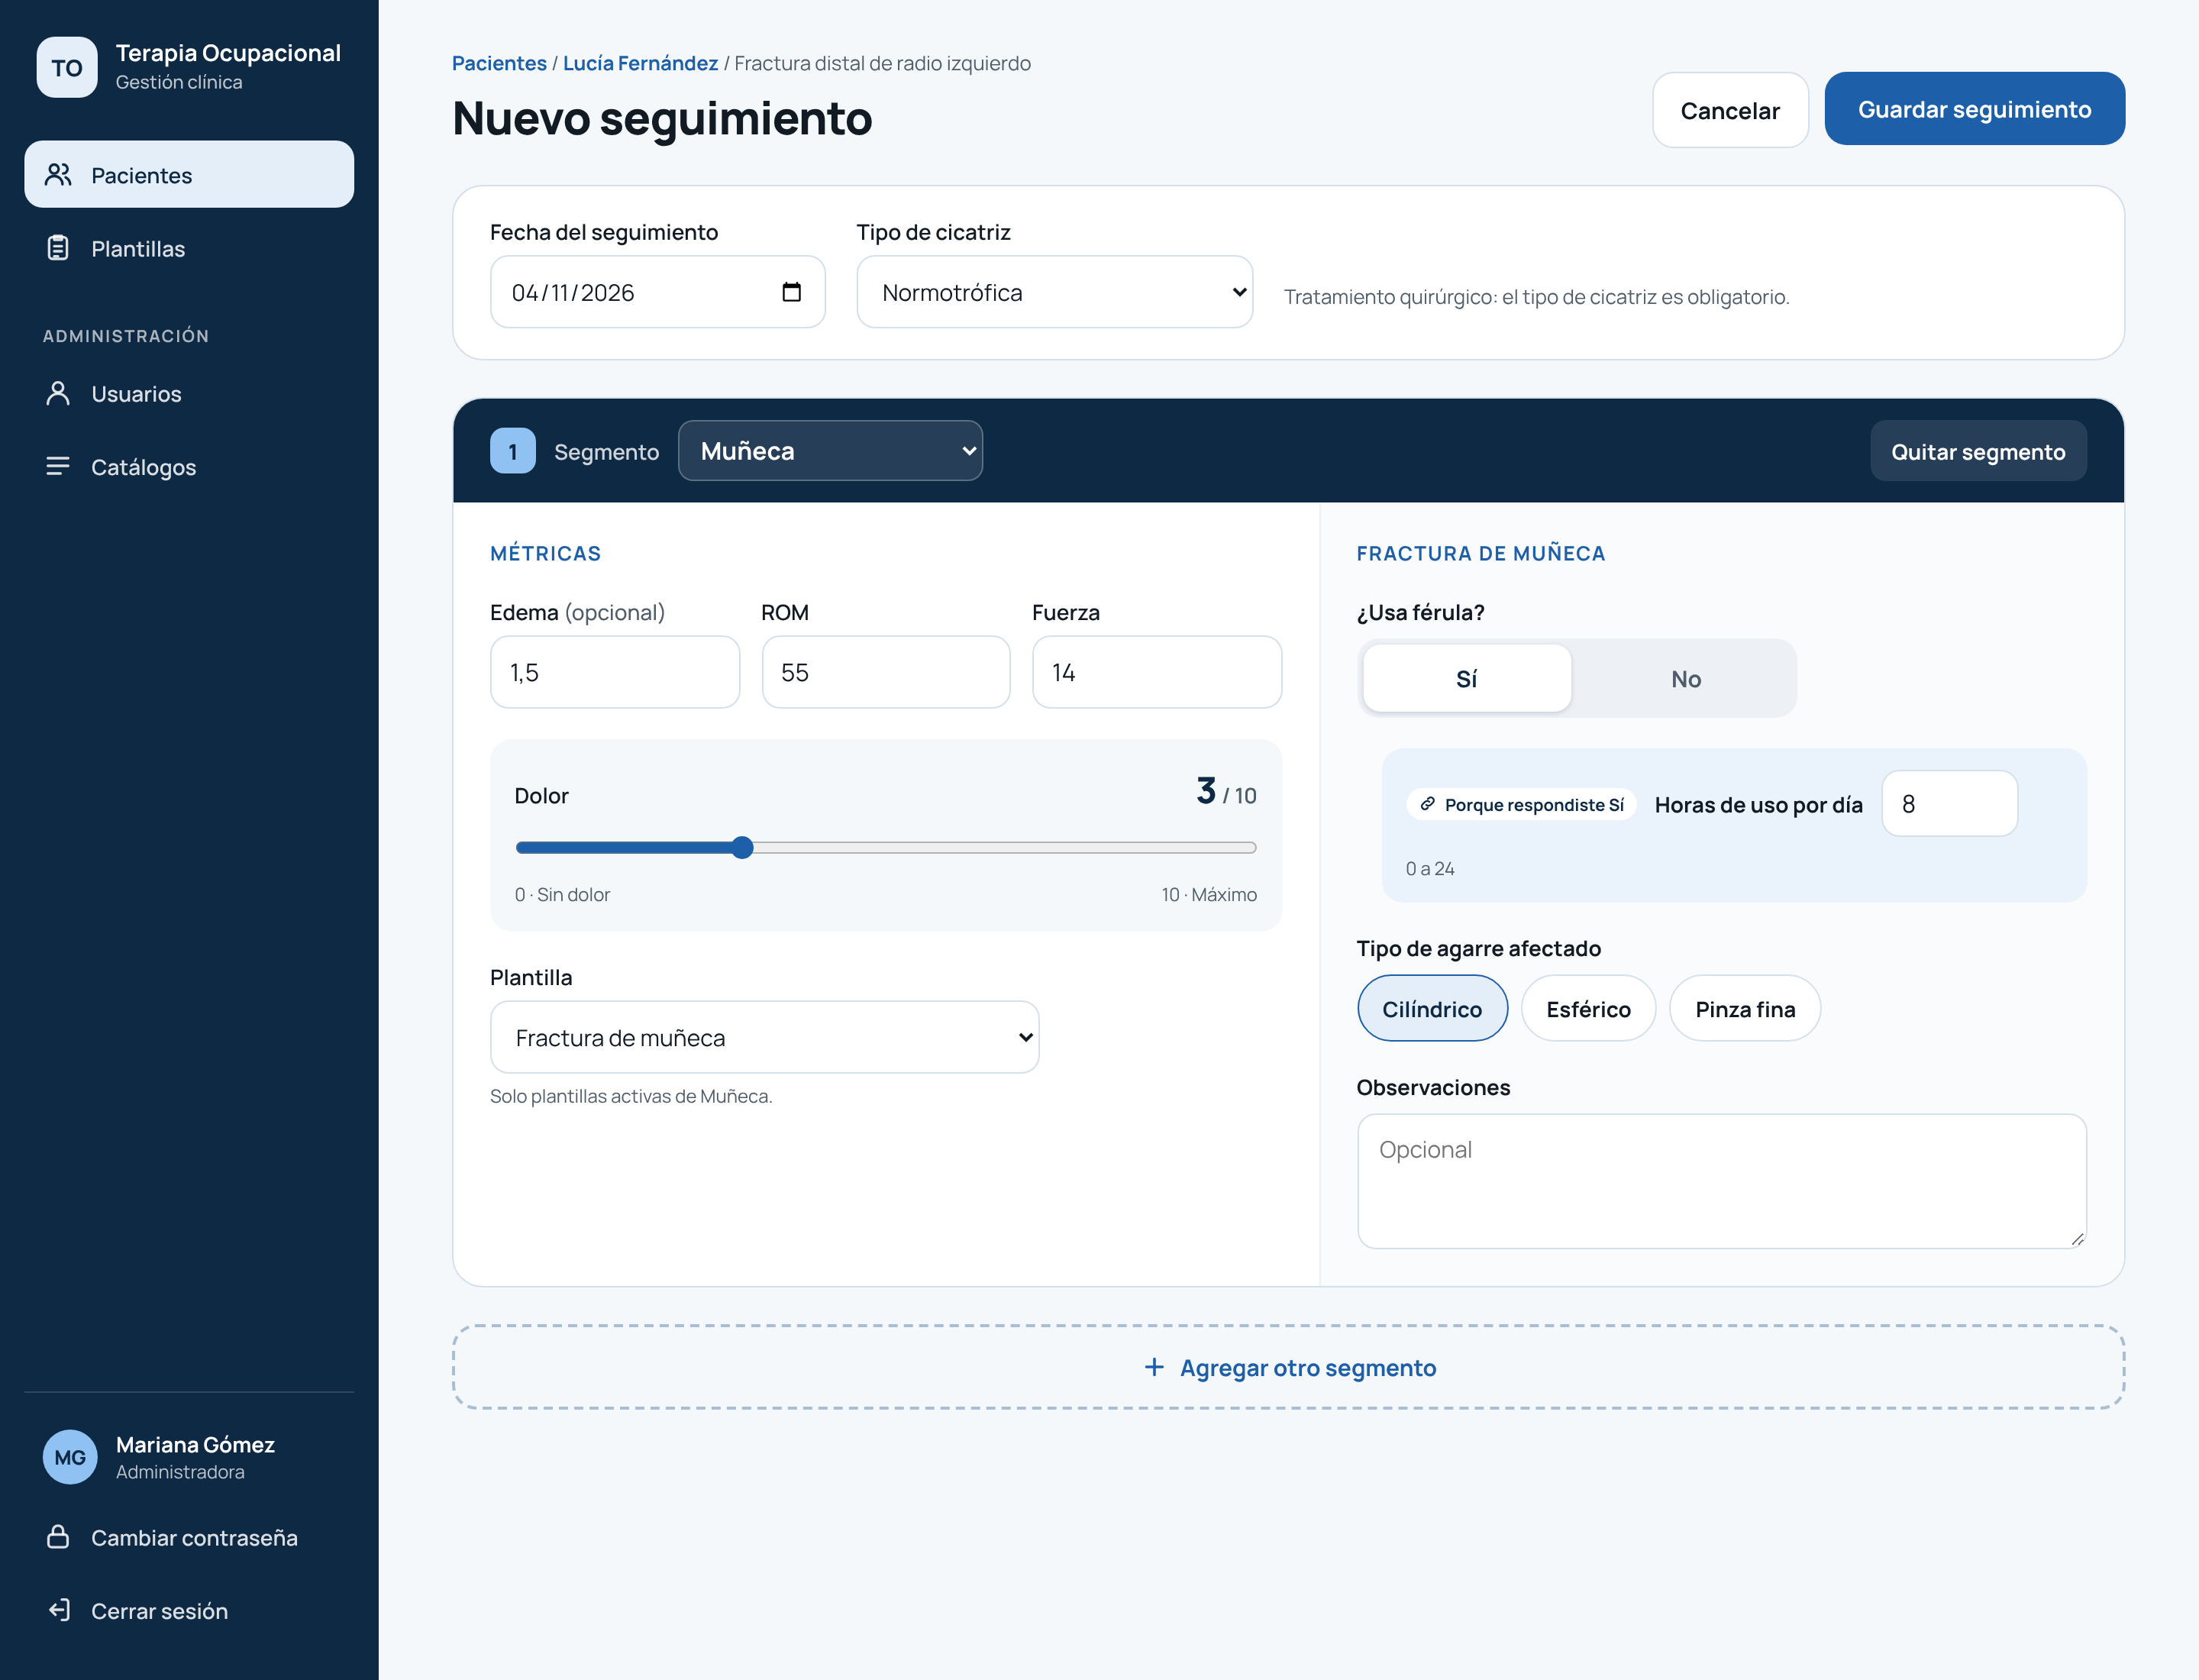 TO
Terapia Ocupacional
Gestión clínica
Pacientes
Plantillas
ADMINISTRACIÓN
Usuarios
Catálogos
MG
Mariana Gómez
Administradora
Cambiar contraseña
Cerrar sesión
Pacientes / Lucía Fernández / Fractura distal de radio izquierdo
Nuevo seguimiento
Cancelar
Guardar seguimiento
Fecha del seguimiento
04/11/2026
Tipo de cicatriz
Normotrófica
Tratamiento quirúrgico: el tipo de cicatriz es obligatorio.
1 Segmento Muñeca
Quitar segmento
MÉTRICAS
Edema (opcional)
1,5
ROM
55
Fuerza
14
Dolor
3 / 10
0 · Sin dolor
10 · Máximo
Plantilla
Fractura de muñeca
Solo plantillas activas de Muñeca.
FRACTURA DE MUÑECA
¿Usa férula?
Sí
No
Porque respondiste Sí
Horas de uso por día
8
0 a 24
Tipo de agarre afectado
Cilíndrico
Esférico
Pinza fina
Observaciones
Opcional
+ Agregar otro segmento